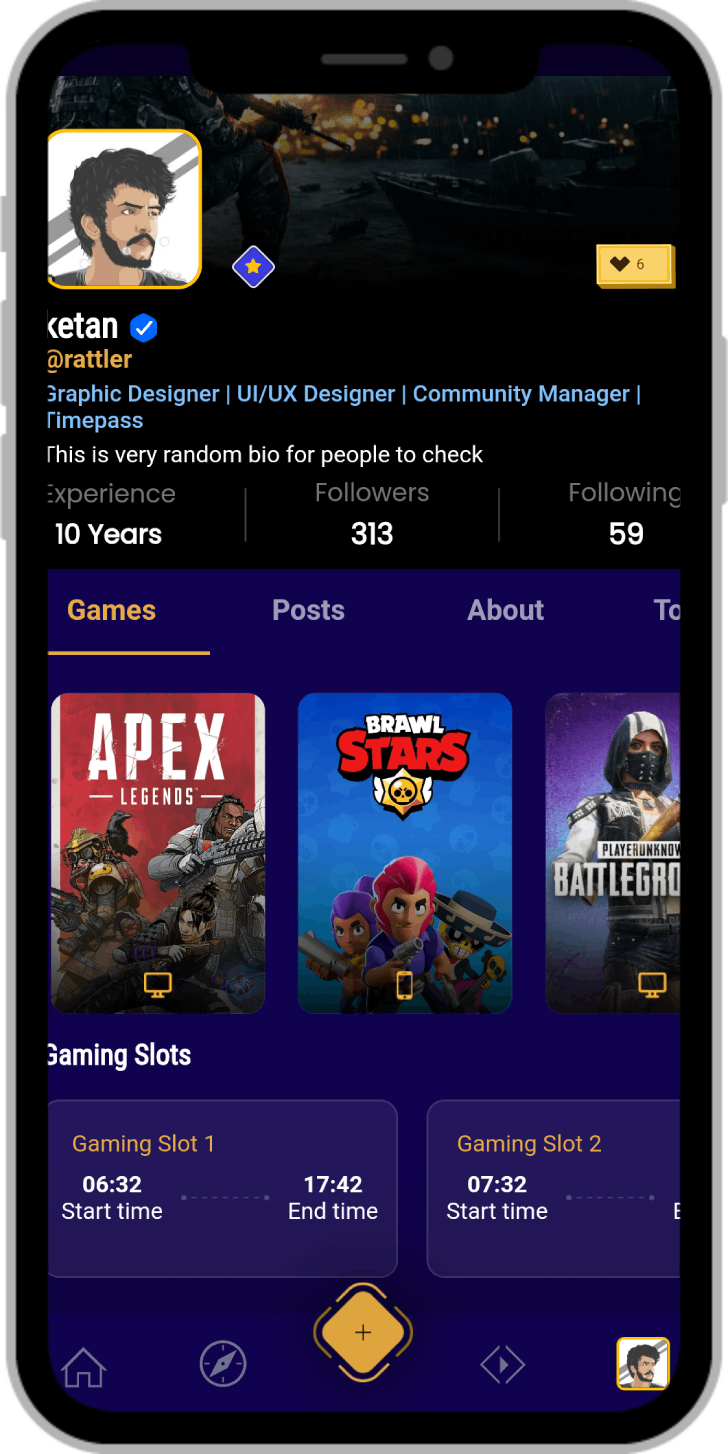 6
ketan
@rattler
Graphic Designer | UI/UX Designer | Community Manager |
Timepass
This is very random bio for people to check
Experience Followers Following
10 Years 313 59
Games Posts About To
APEX
LEGENDS
BRAWL
STARS
PLAYERUNKNOW
BATTLEGRO
Gaming Slots
Gaming Slot 1 Gaming Slot 2
06:32 17:42 07:32
Start time End time Start time E